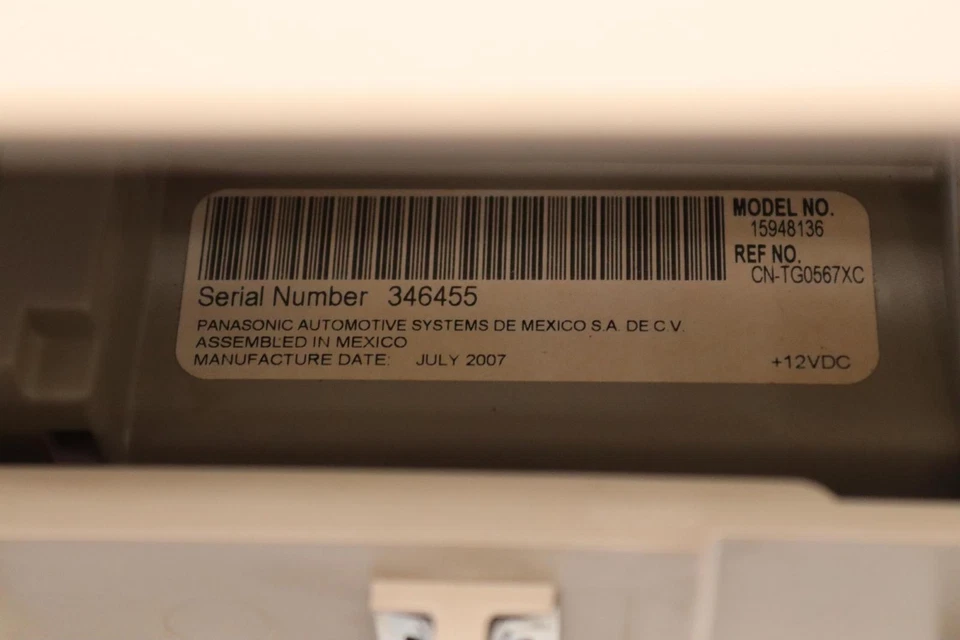 MODEL NO.
15948136
REF NO.
CN-TG0567XC
Serial Number 346455
PANASONIC AUTOMOTIVE SYSTEMS DE MEXICO S.A. DE C.V.
ASSEMBLED IN MEXICO
MANUFACTURE DATE: JULY 2007
+12VDC